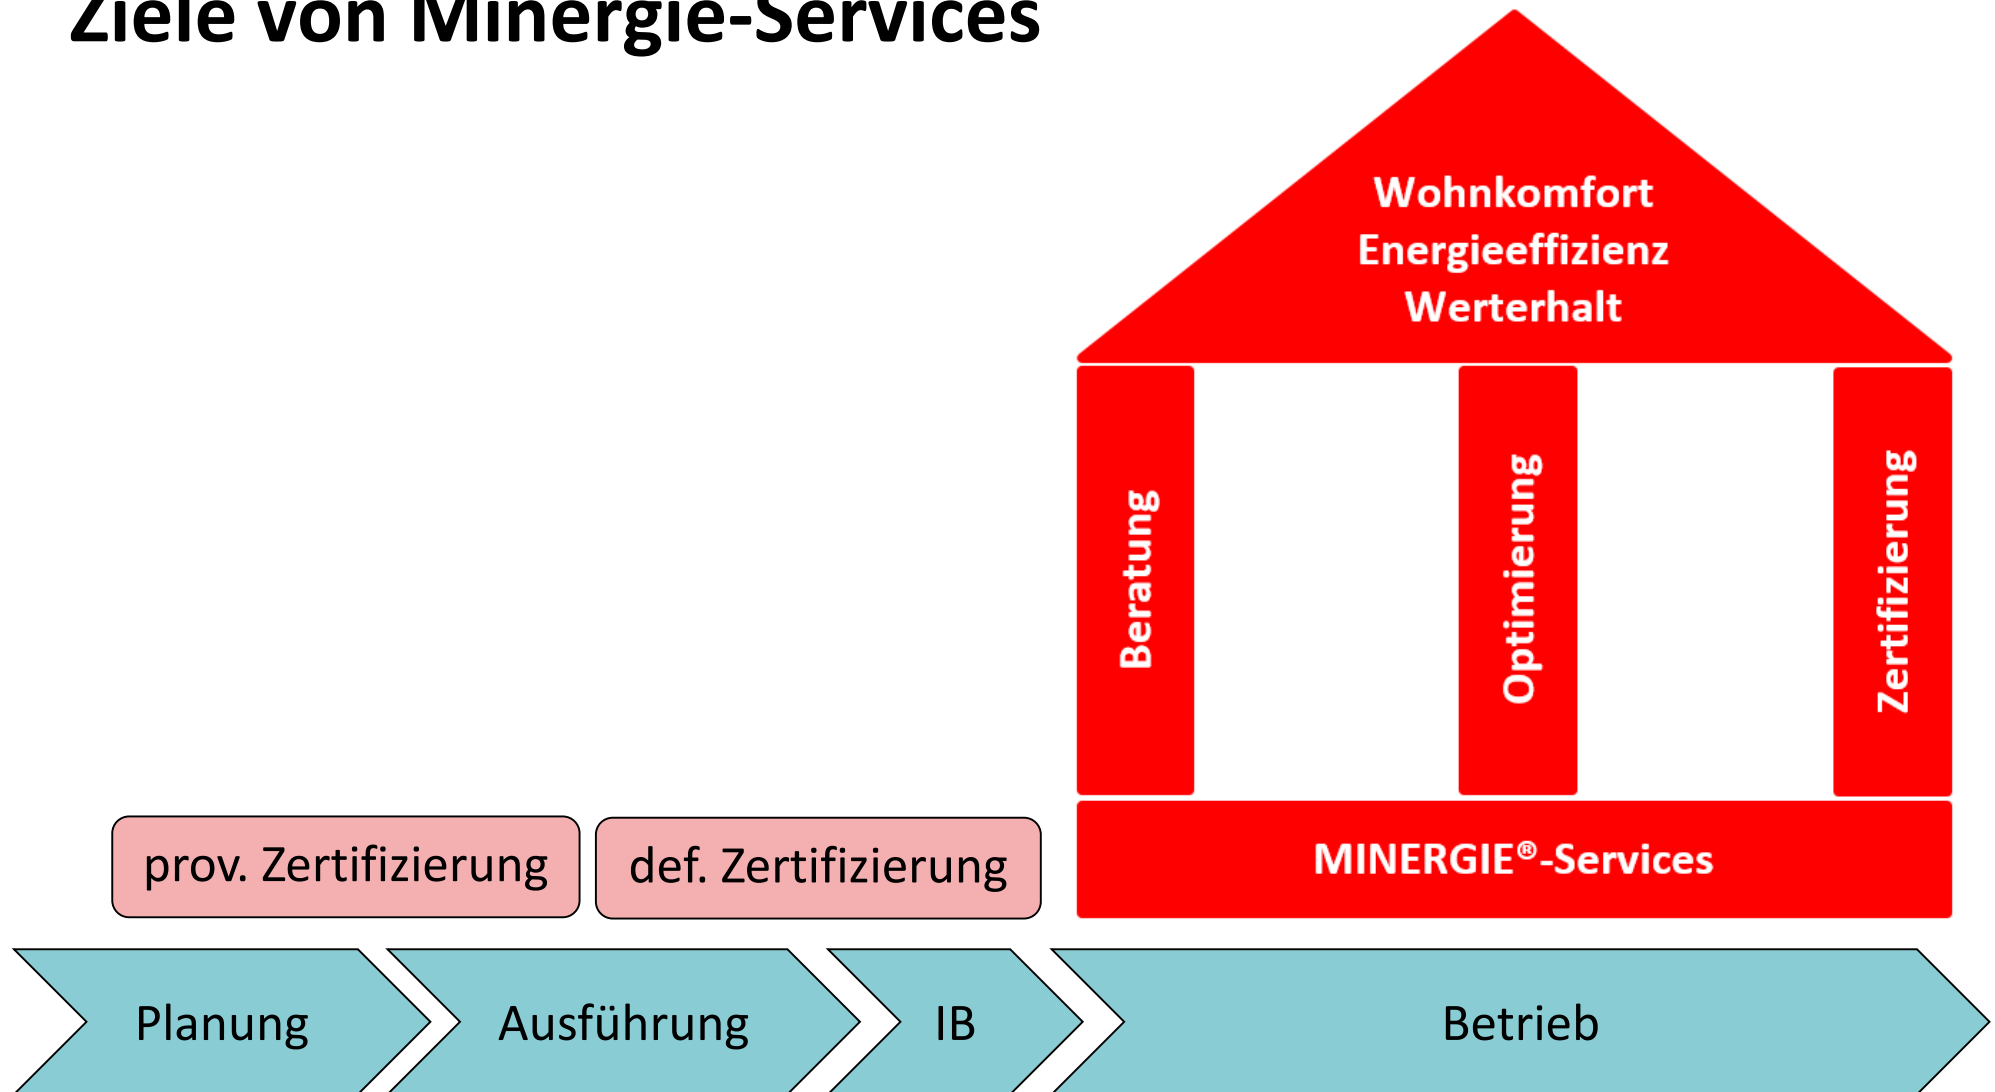 Ziele von Minergie-Services
Wohnkomfort
Energieeffizienz
Werterhalt
Beratung
Optimierung
Zertifizierung
MINERGIE®-Services
prov. Zertifizierung
def. Zertifizierung
Planung
Ausführung
IB
Betrieb